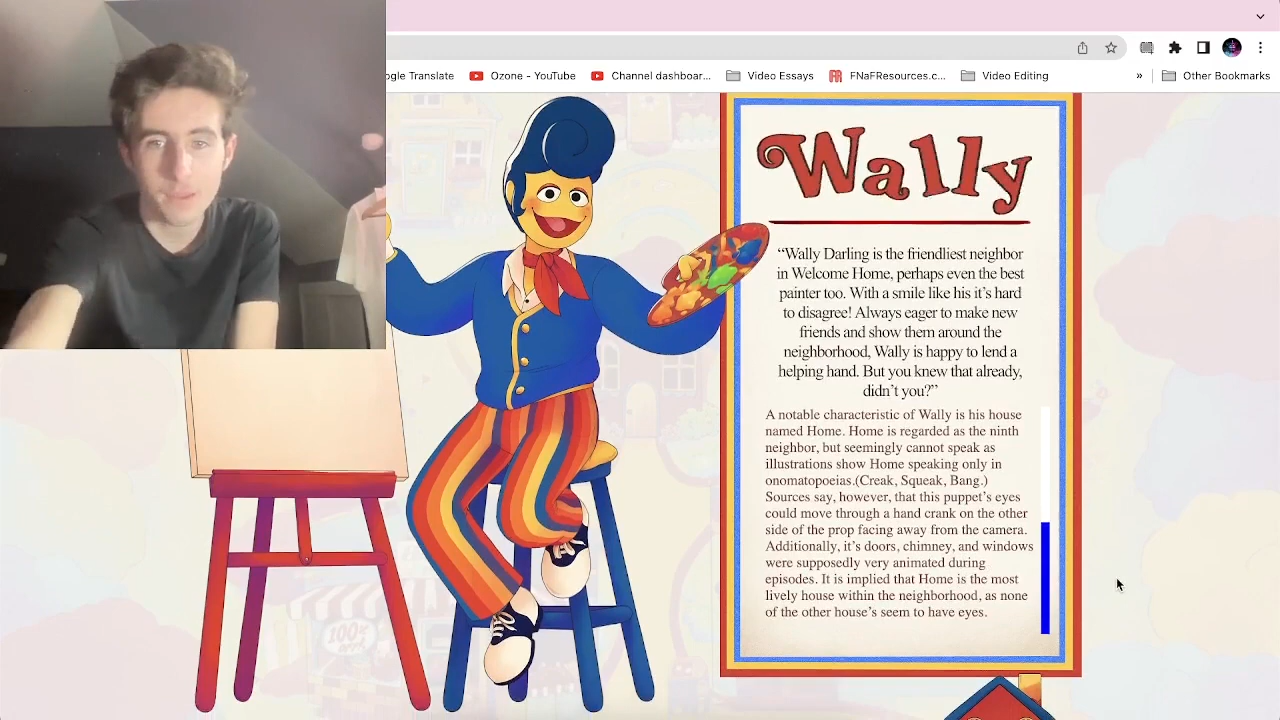 ogle Translate
Ozone - YouTube
Channel dashboar...
Video Essays
FNaFResources.c...
Video Editing
»
Other Bookmarks
Wally
“Wally Darling is the friendliest neighbor
in Welcome Home, perhaps even the best
painter too. With a smile like his it’s hard
to disagree! Always eager to make new
friends and show them around the
neighborhood, Wally is happy to lend a
helping hand. But you knew that already,
didn’t you?”
A notable characteristic of Wally is his house
named Home. Home is regarded as the ninth
neighbor, but seemingly cannot speak as
illustrations show Home speaking only in
onomatopoeias.(Creak, Squeak, Bang.)
Sources say, however, that this puppet’s eyes
could move through a hand crank on the other
side of the prop facing away from the camera.
Additionally, it’s doors, chimney, and windows
were supposedly very animated during
episodes. It is implied that Home is the most
lively house within the neighborhood, as none
of the other house’s seem to have eyes.